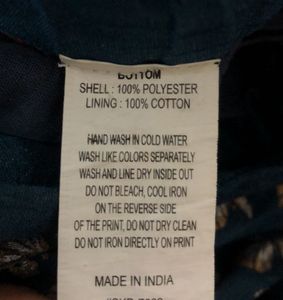 BOTTOM
SHELL : 100% POLYESTER
LINING : 100% COTTON
HAND WASH IN COLD WATER
WASH LIKE COLORS SEPARATELY
WASH AND LINE DRY INSIDE OUT
DO NOT BLEACH, COOL IRON
ON THE REVERSE SIDE
OF THE PRINT, DO NOT DRY CLEAN
DO NOT IRON DIRECTLY ON PRINT
MADE IN INDIA